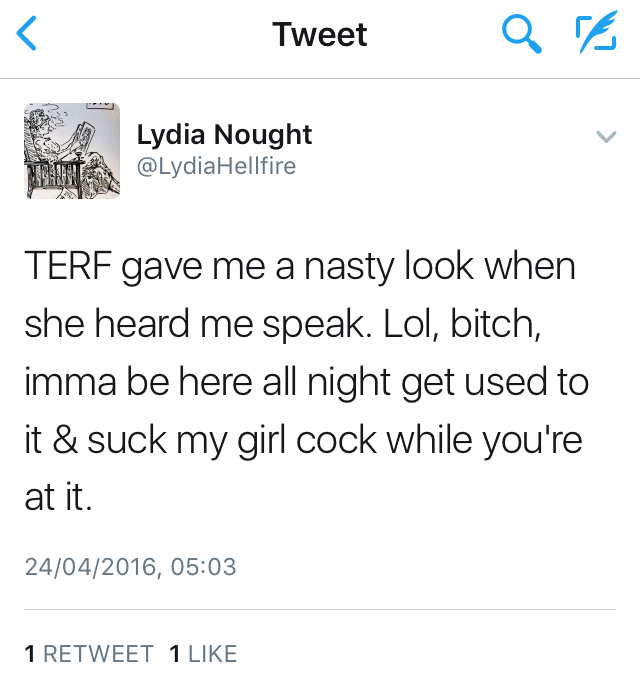 Tweet
Lydia Nought
@LydiaHellfire
TERF gave me a nasty look when
she heard me speak. Lol, bitch,
imma be here all night get used to
it & suck my girl cock while you're
at it.
24/04/2016, 05:03
1 RETWEET 1 LIKE